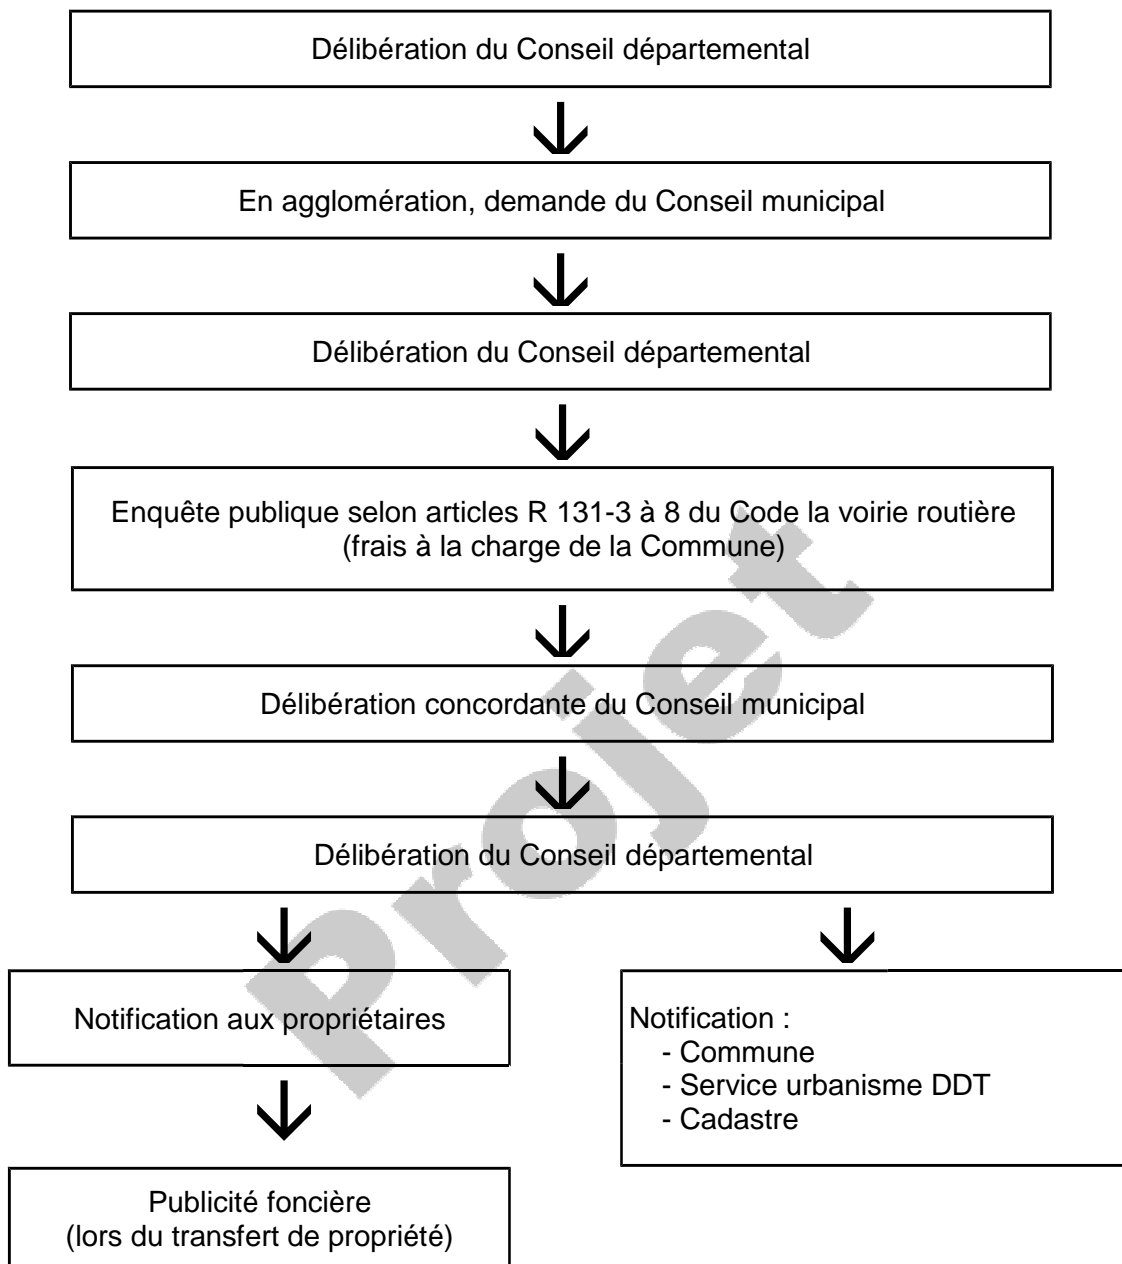 Délibération du Conseil départemental
En agglomération, demande du Conseil municipal
Délibération du Conseil départemental
Enquête publique selon articles R 131-3 à 8 du Code la voirie routière
(frais à la charge de la Commune)
Délibération concordante du Conseil municipal
Délibération du Conseil départemental
Notification aux propriétaires
Notification :
- Commune
- Service urbanisme DDT
- Cadastre
Publicité foncière
(lors du transfert de propriété)
Projet